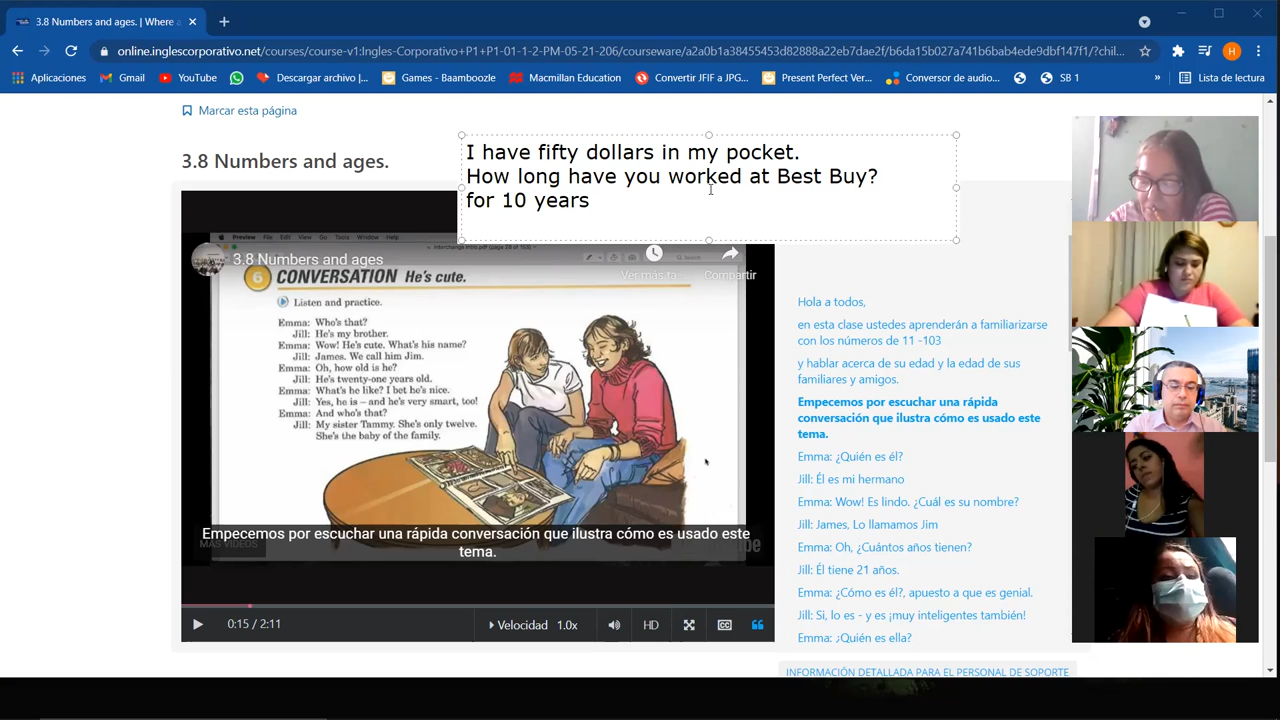 3.8 Numbers and ages. | Where a
online.inglescorporativo.net/courses/course-v1:Ingles-Corporativo+P1+P1-01-1-2-PM-05-21-206/courseware/a2a0b1a38455453d82888a22eb7dae2f/b6da15b027a741b6bab4ede9dbf147f1/?chil...
H
Aplicaciones
Gmail
YouTube
Descargar archivo |...
Games - Baamboozle
Macmillan Education
Convertir JFIF a JPG...
Present Perfect Ver...
Conversor de audio...
SB 1
»
Lista de lectura
Marcar esta página
3.8 Numbers and ages.
I have fifty dollars in my pocket.
How long have you worked at Best Buy?
for 10 years
Preview File Edit View Go Tools Window Help
3.8 Numbers and ages
Ver más ta...
Compartir
6 CONVERSATION He's cute.
Listen and practice.
Emma: Who's that?
Jill: He's my brother.
Emma: Wow! He's cute. What's his name?
Jill: James. We call him Jim.
Emma: Oh, how old is he?
Jill: He's twenty-one years old.
Emma: What's he like? I bet he's nice.
Jill: Yes, he is – and he's very smart, too!
Emma: And who's that?
Jill: My sister Tammy. She's only twelve.
She's the baby of the family.
Empecemos por escuchar una rápida conversación que ilustra cómo es usado este
tema.
MÁS VÍDEOS
0:15 / 2:11
Velocidad 1.0x
HD
Hola a todos,
en esta clase ustedes aprenderán a familiarizarse
con los números de 11 -103
y hablar acerca de su edad y la edad de sus
familiares y amigos.
Empecemos por escuchar una rápida
conversación que ilustra cómo es usado este
tema.
Emma: ¿Quién es él?
Jill: Él es mi hermano
Emma: Wow! Es lindo. ¿Cuál es su nombre?
Jill: James, Lo llamamos Jim
Emma: Oh, ¿Cuántos años tienen?
Jill: Él tiene 21 años.
Emma: ¿Cómo es él?, apuesto a que es genial.
Jill: Si, lo es - y es ¡muy inteligentes también!
Emma: ¿Quién es ella?
INFORMACIÓN DETALLADA PARA EL PERSONAL DE SOPORTE